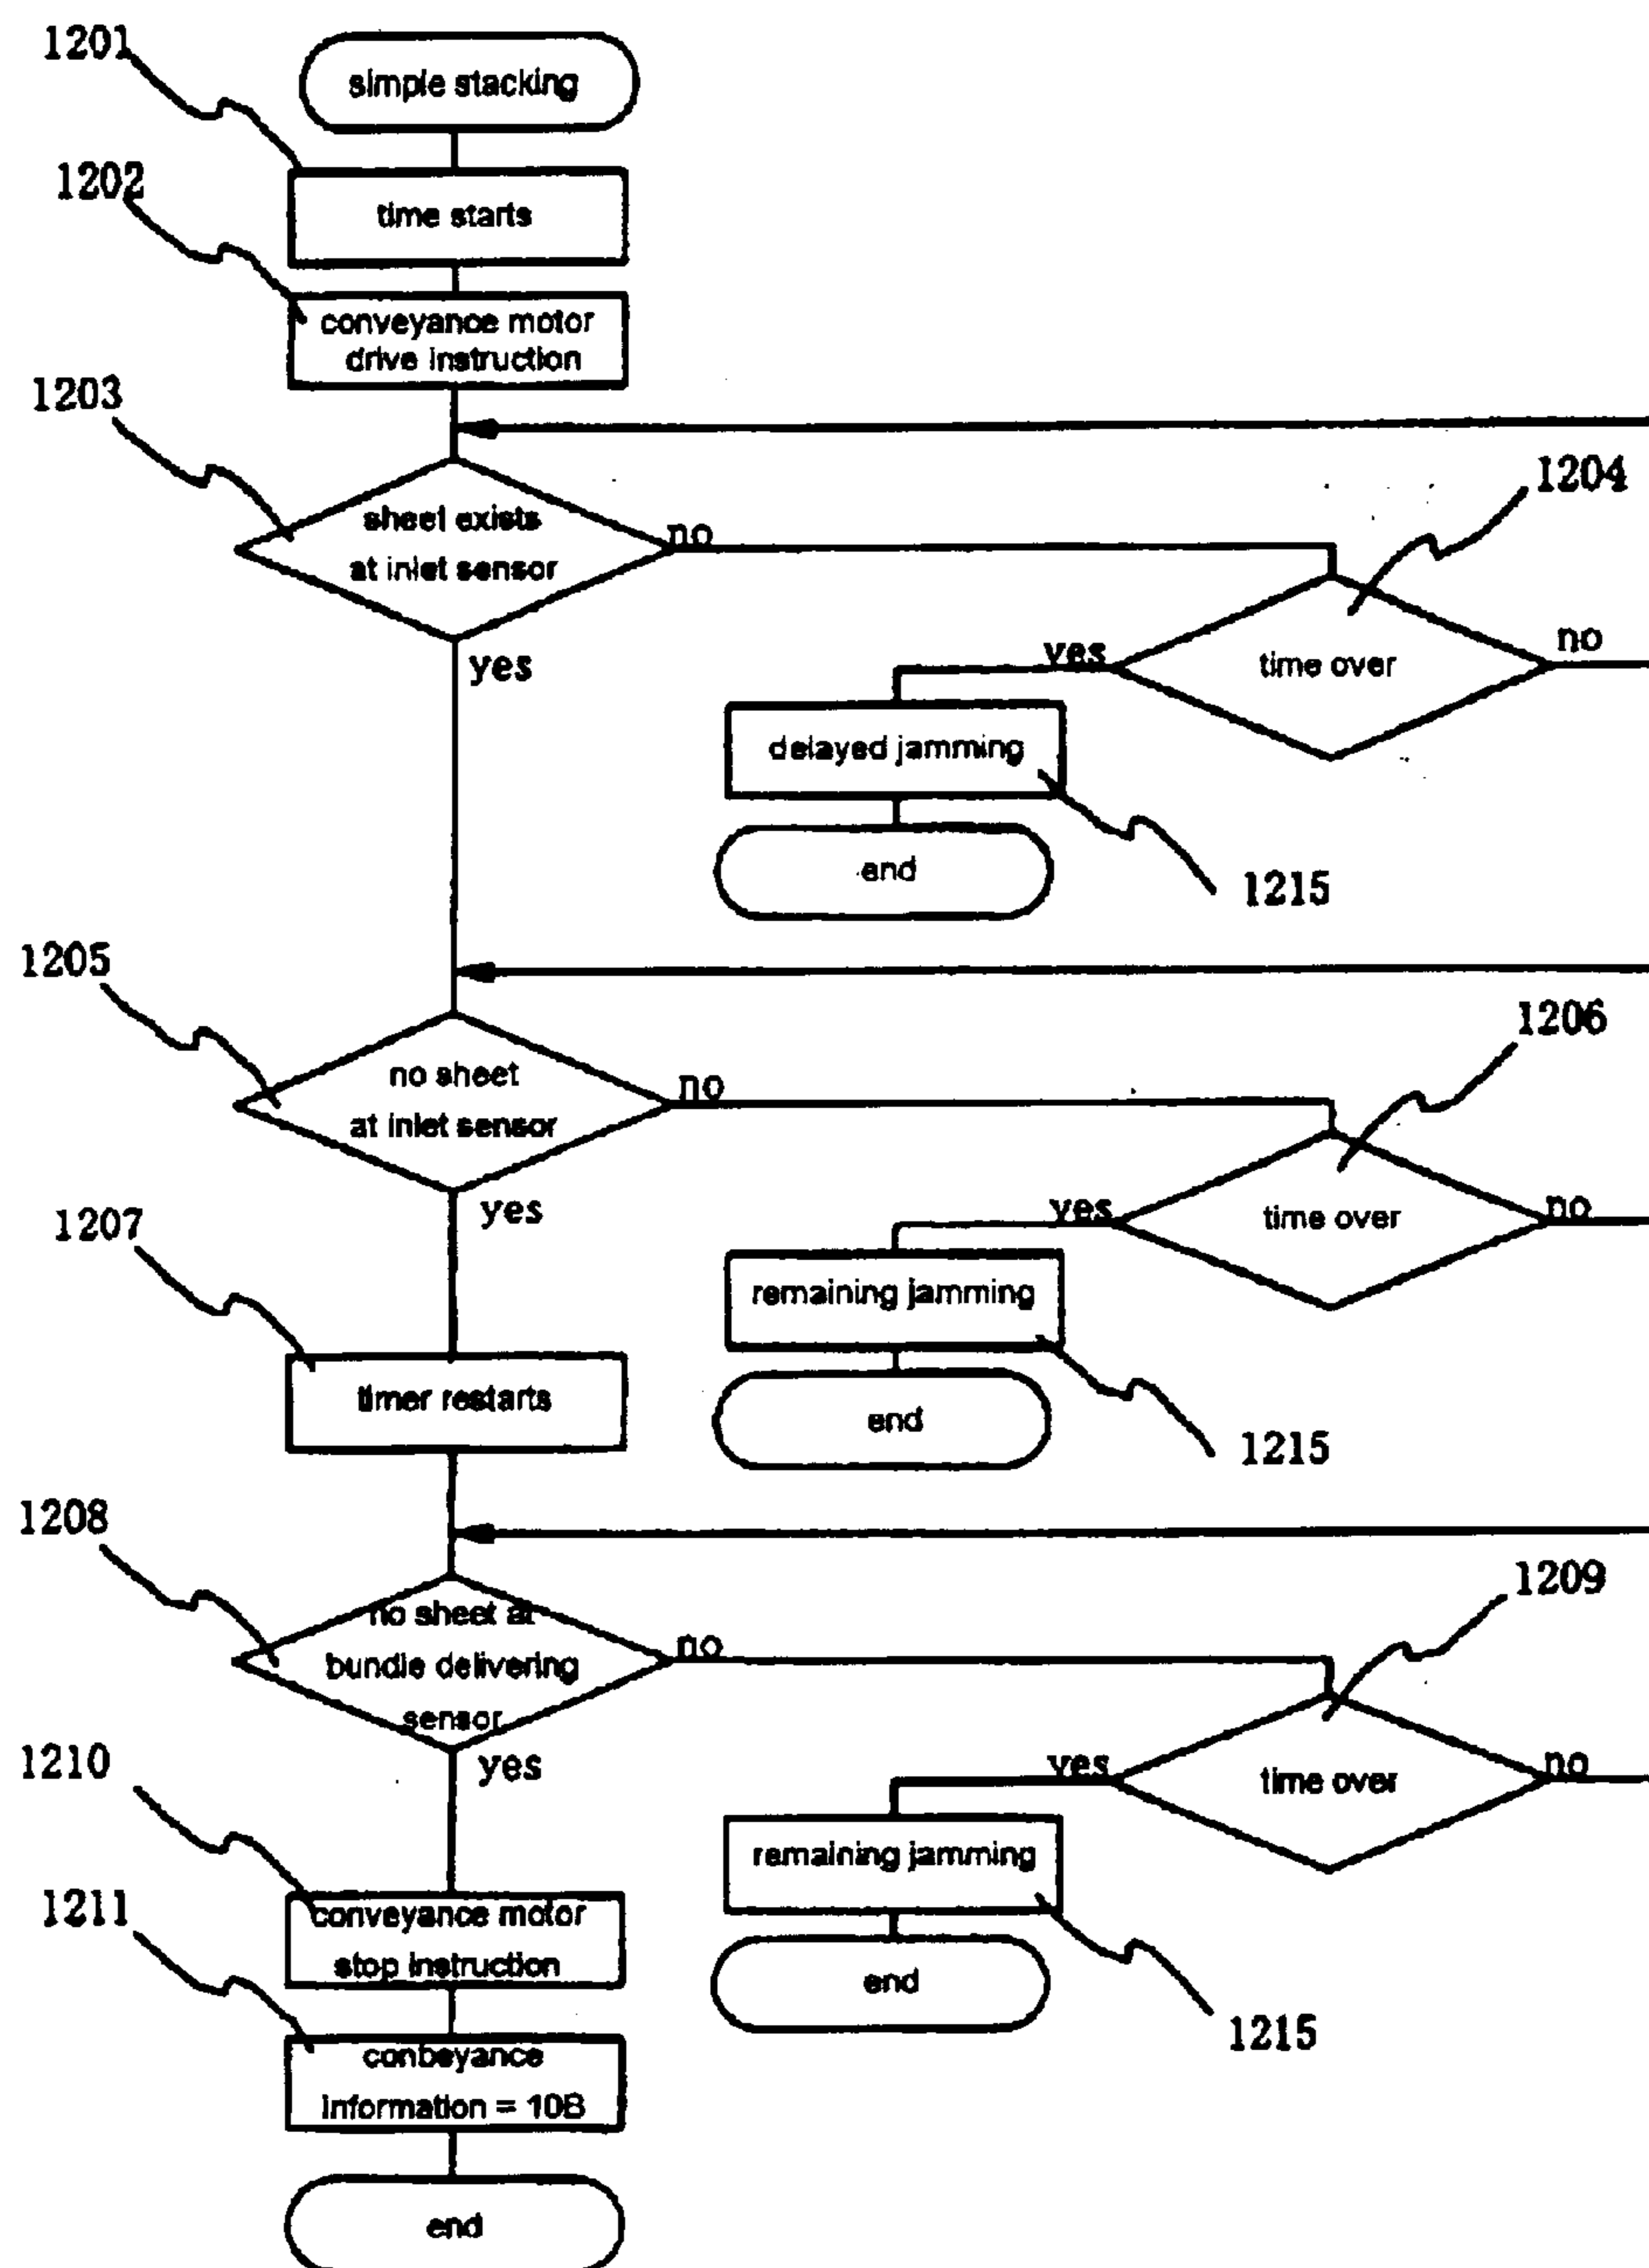 1201
simple stacking
1202
time starts
conveyance motor
drive instruction
1203
1204
sheet exists
at inlet sensor
no
yes
yes
time over
no
delayed jamming
end
1215
1205
1206
no sheet
at inlet sensor
no
yes
yes
time over
no
1207
remaining jamming
timer restarts
end
1215
1208
1209
no sheet at
bundle delivering
sensor
no
yes
yes
time over
no
1210
remaining jamming
conveyance motor
stop instruction
end
1215
1211
conbeyance
information = 10B
end